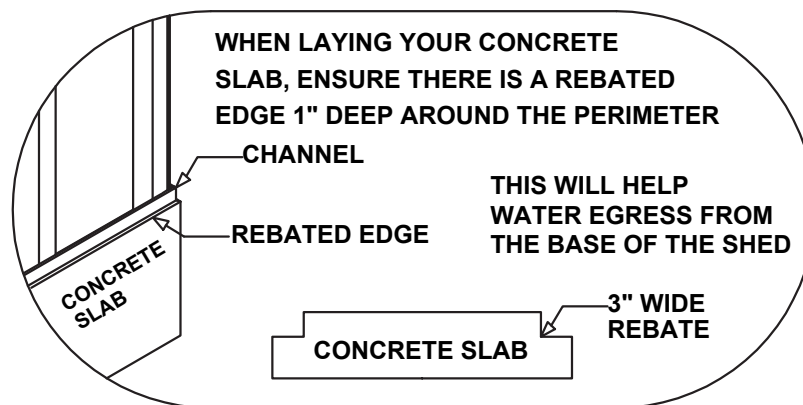 WHEN LAYING YOUR CONCRETE
SLAB, ENSURE THERE IS A REBATED
EDGE 1" DEEP AROUND THE PERIMETER
CHANNEL
THIS WILL HELP
WATER EGRESS FROM
THE BASE OF THE SHED
REBATED EDGE
CONCRETE
SLAB
3" WIDE
REBATE
CONCRETE SLAB